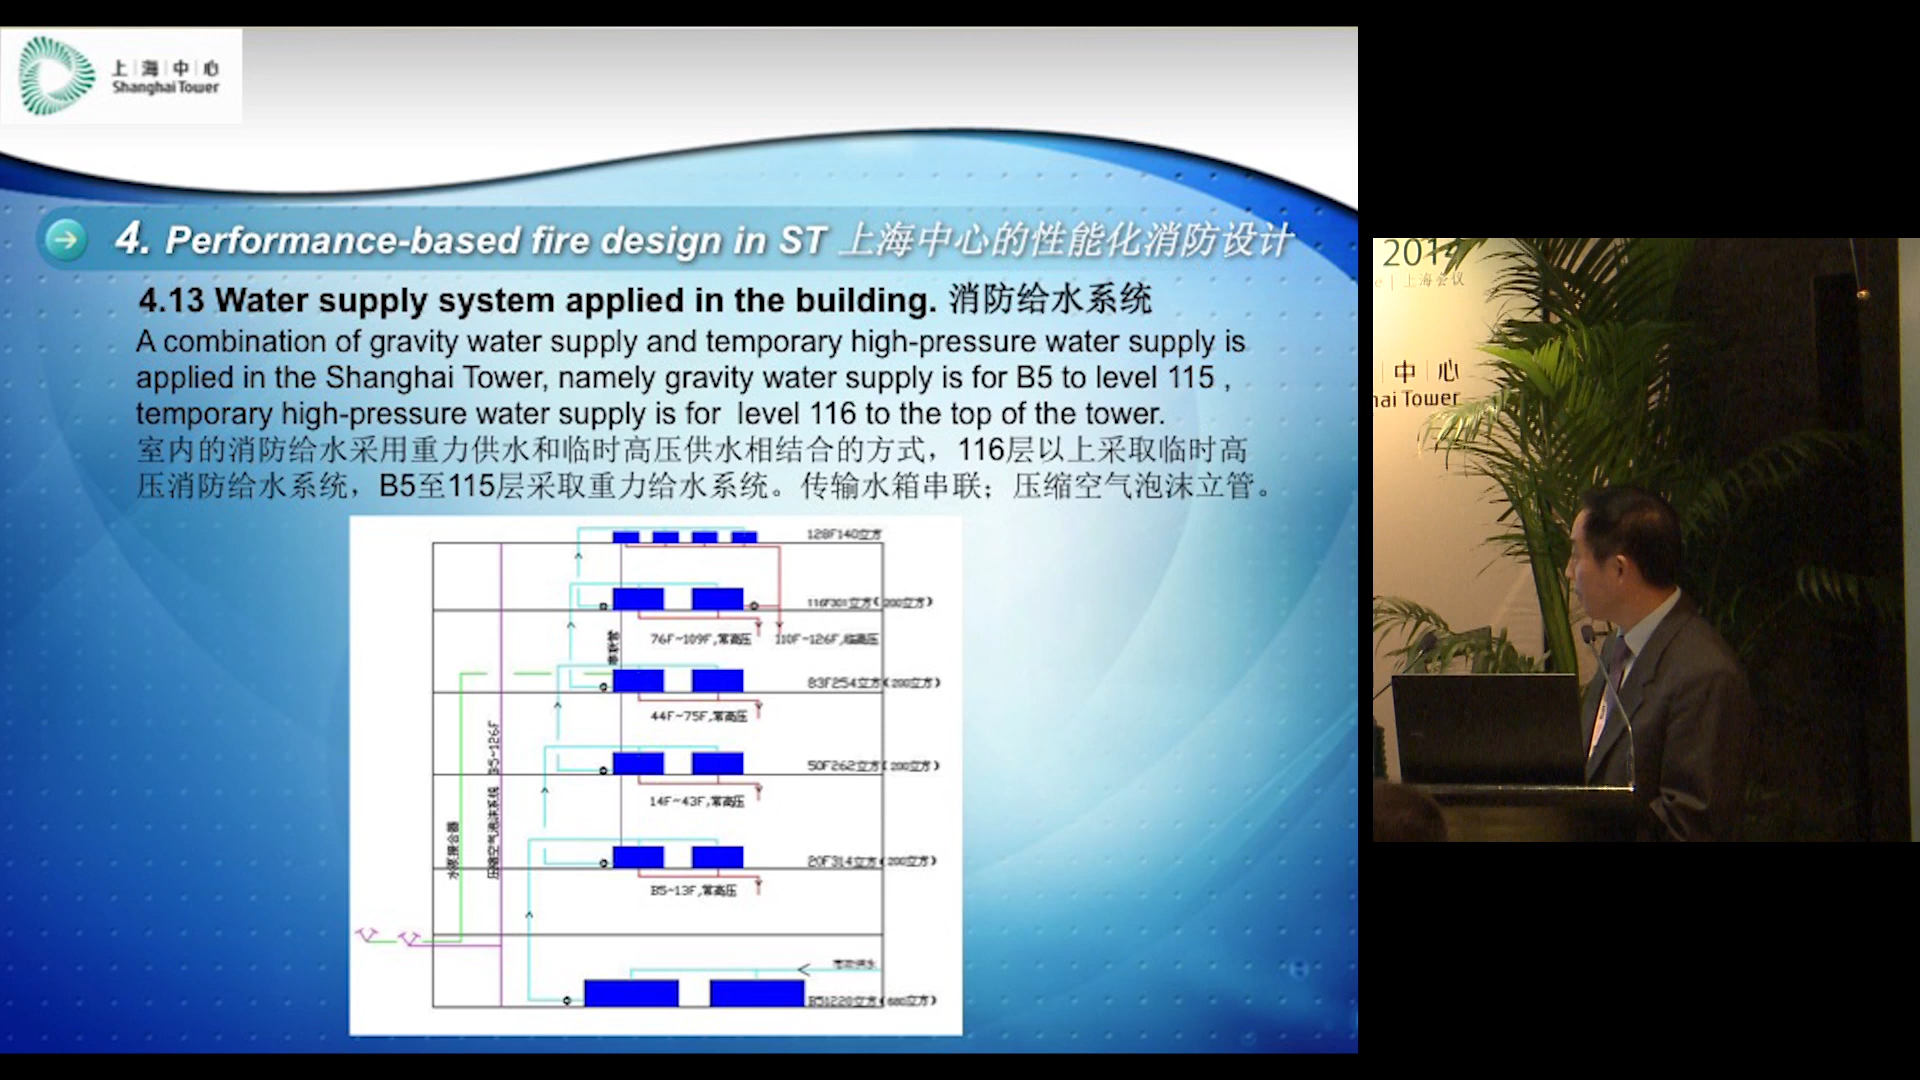 上海中心
Shanghai Tower
4. Performance-based fire design in ST 上海中心的性能化消防设计
4.13 Water supply system applied in the building. 消防给水系统
A combination of gravity water supply and temporary high-pressure water supply is
applied in the Shanghai Tower, namely gravity water supply is for B5 to level 115 ,
temporary high-pressure water supply is for level 116 to the top of the tower.
室内的消防给水采用重力供水和临时高压供水相结合的方式，116层以上采取临时高
压消防给水系统，B5至115层采取重力给水系统。传输水箱串联；压缩空气泡沫立管。
128F140立方
116F301立方(200立方)
76F~109F,常高压
110F~126F,临高压
串联管
83F254立方(200立方)
44F~75F,常高压
50F262立方(200立方)
14F~43F,常高压
20F314立方(200立方)
B5~13F,常高压
水泵接合器
压缩空气泡沫系统 B5~126F
市政供水
2014
上海会议
中心
hai Tower